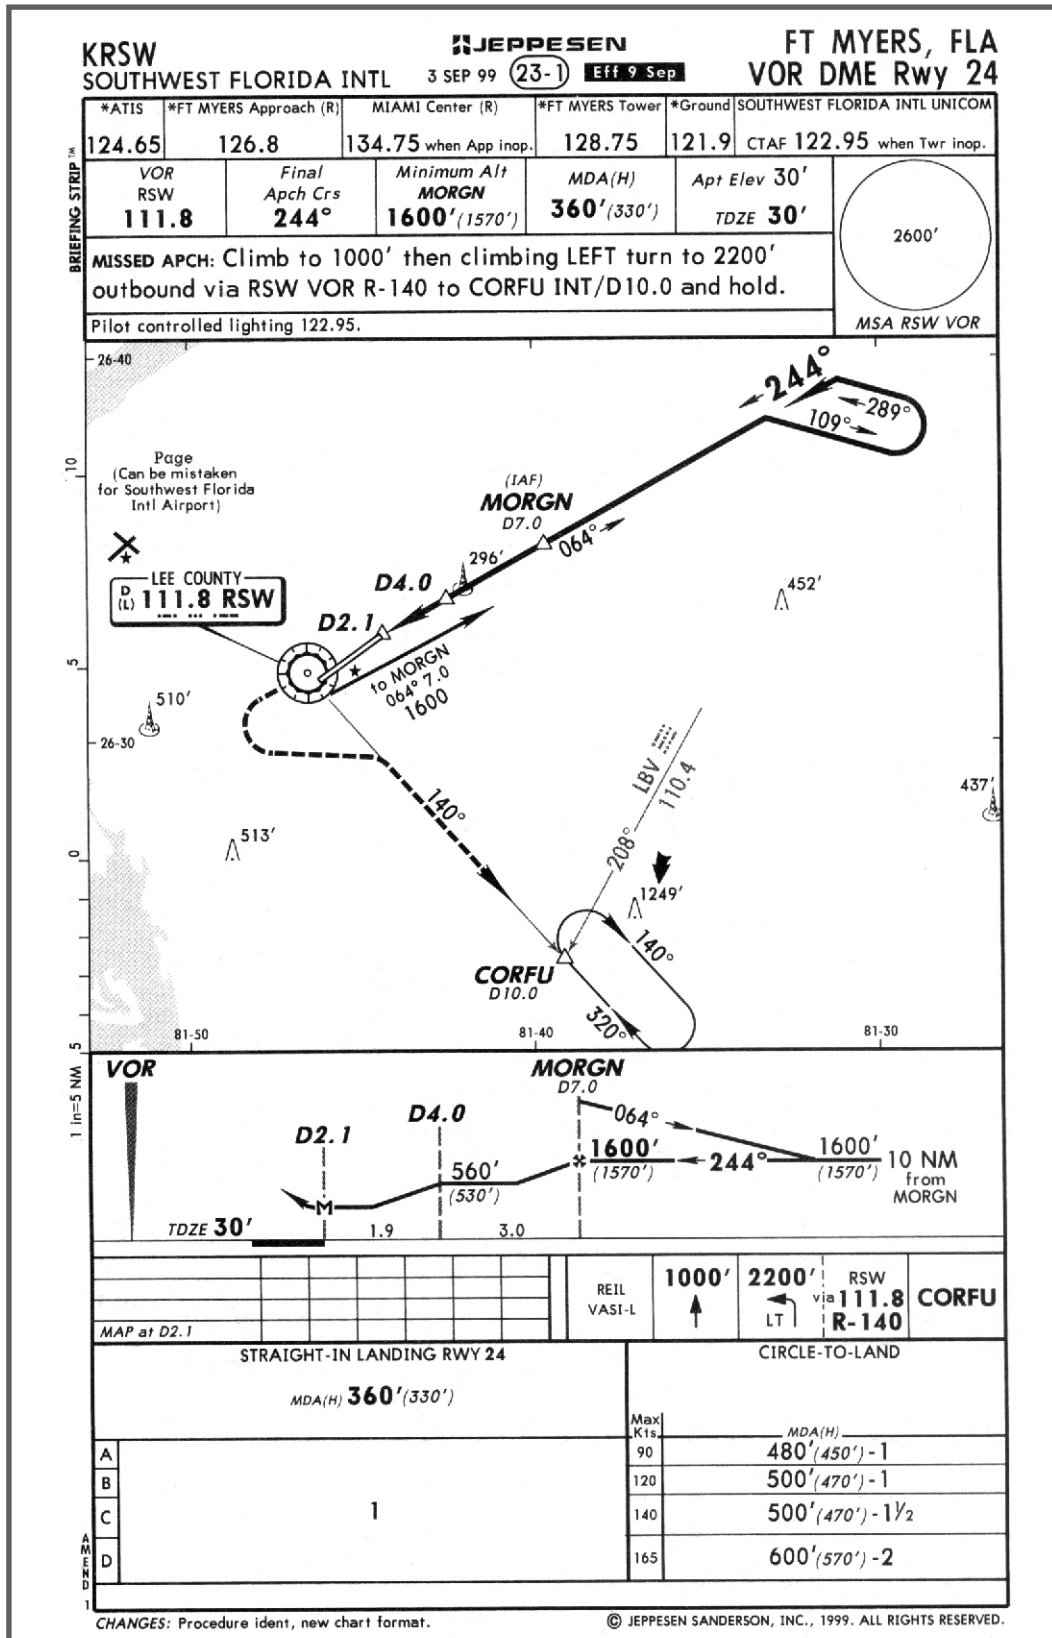 KRSW
SOUTHWEST FLORIDA INTL
JEPPESEN
3 SEP 99 23-1 Eff 9 Sep
FT MYERS, FLA
VOR DME Rwy 24
*ATIS
124.65
*FT MYERS Approach (R)
126.8
MIAMI Center (R)
134.75 when App inop.
*FT MYERS Tower
128.75
*Ground
121.9
SOUTHWEST FLORIDA INTL UNICOM
CTAF 122.95 when Twr inop.
BRIEFING STRIP TM
VOR
RSW
111.8
Final
Apch Crs
244°
Minimum Alt
MORGN
1600'(1570')
MDA(H)
360'(330')
Apt Elev 30'
TDZE 30'
2600'
MSA RSW VOR
MISSED APCH: Climb to 1000' then climbing LEFT turn to 2200'
outbound via RSW VOR R-140 to CORFU INT/D10.0 and hold.
Pilot controlled lighting 122.95.
26-40
244°
289°
109°
10
Page
(Can be mistaken
for Southwest Florida
Intl Airport)
(IAF)
MORGN
D7.0
064°
296'
D4.0
452'
LEE COUNTY
D
(L) 111.8 RSW
D2.1
5
to MORGN
064° 7.0
1600
510'
26-30
LBV
110.4
437'
140°
513'
208°
0
1249'
140°
CORFU
D10.0
320°
81-50
81-40
81-30
5
1 in=5 NM
VOR
MORGN
D7.0
D4.0
064°
D2.1
1600'
(1570')
244°
1600'
(1570')
10 NM
from
MORGN
560'
(530')
TDZE 30'
1.9
3.0
MAP at D2.1
REIL
VASI-L
1000'
2200'
LT
RSW
via 111.8
R-140
CORFU
STRAIGHT-IN LANDING RWY 24
MDA(H) 360'(330')
CIRCLE-TO-LAND
Max
Kts
MDA(H)
A
B
C
D
1
90 480'(450')-1
120 500'(470')-1
140 500'(470')-1½
165 600'(570')-2
AMEND 1
CHANGES: Procedure ident, new chart format.
© JEPPESEN SANDERSON, INC., 1999. ALL RIGHTS RESERVED.